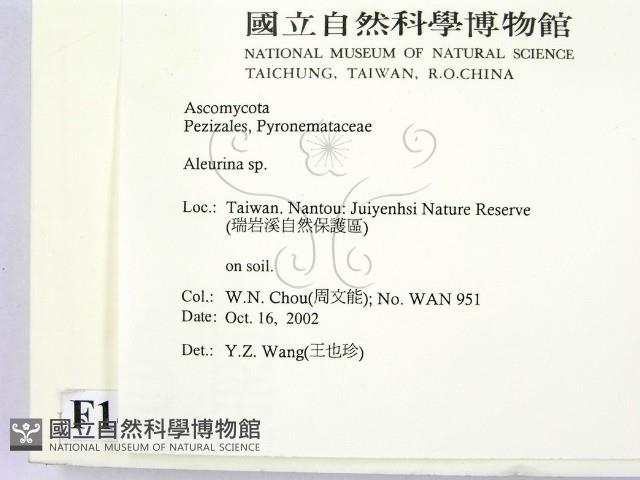 國立自然科學博物館
NATIONAL MUSEUM OF NATURAL SCIENCE
TAICHUNG, TAIWAN, R.O.CHINA
Ascomycota
Pezizales, Pyronemataceae
Aleurina sp.
Loc.: Taiwan. Nantou: Juiyenhsi Nature Reserve
(瑞岩溪自然保護區)
on soil.
Col.: W.N. Chou(周文能); No. WAN 951
Date: Oct. 16, 2002
Det.: Y.Z. Wang(王也珍)
F1
國立自然科學博物館
NATIONAL MUSEUM OF NATURAL SCIENCE